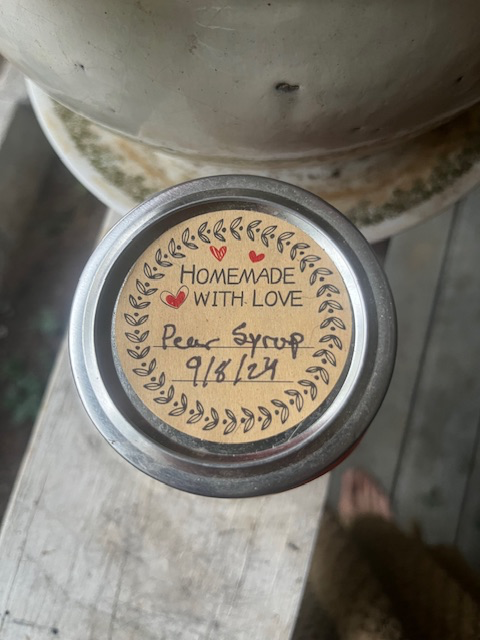 HOMEMADE
WITH LOVE
Pear Syrup
9/8/24